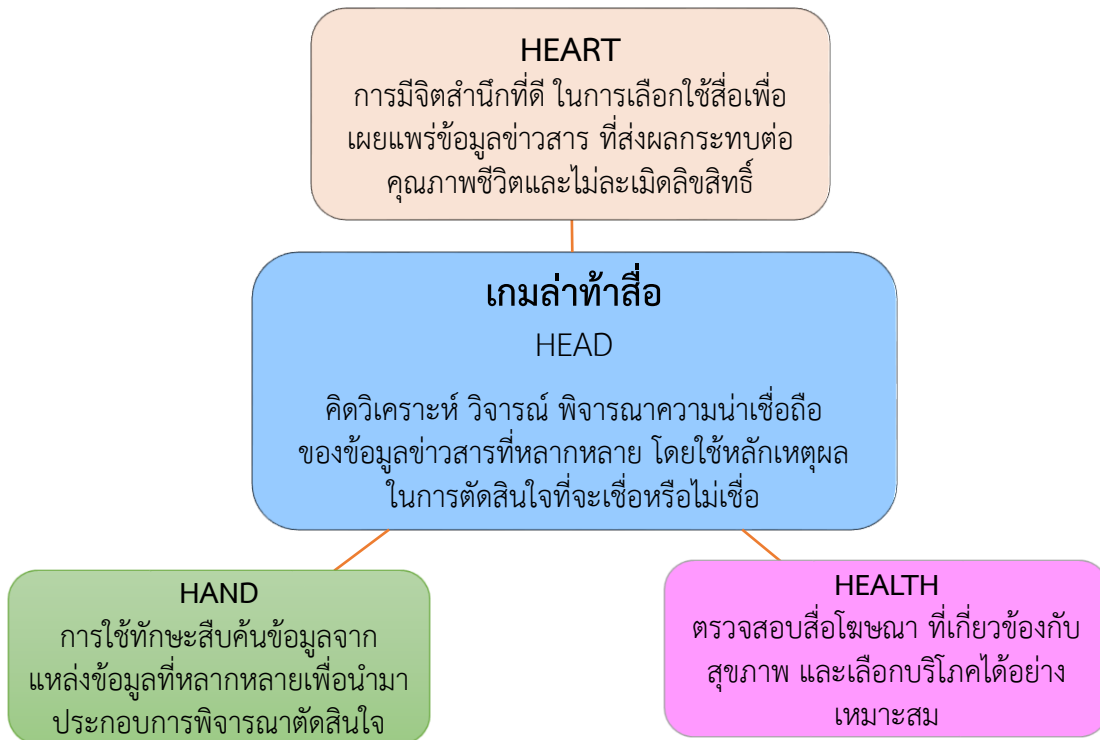 HEART
การมีจิตสำนึกที่ดี ในการเลือกใช้สื่อเพื่อ
เผยแพร่ข้อมูลข่าวสาร ที่ส่งผลกระทบต่อ
คุณภาพชีวิตและไม่ละเมิดลิขสิทธิ์
เกมล่าท้าสื่อ
HEAD
คิดวิเคราะห์ วิจารณ์ พิจารณาความน่าเชื่อถือ
ของข้อมูลข่าวสารที่หลากหลาย โดยใช้หลักเหตุผล
ในการตัดสินใจที่จะเชื่อหรือไม่เชื่อ
HAND
การใช้ทักษะสืบค้นข้อมูลจาก
แหล่งข้อมูลที่หลากหลายเพื่อนำมา
ประกอบการพิจารณาตัดสินใจ
HEALTH
ตรวจสอบสื่อโฆษณา ที่เกี่ยวข้องกับ
สุขภาพ และเลือกบริโภคได้อย่าง
เหมาะสม